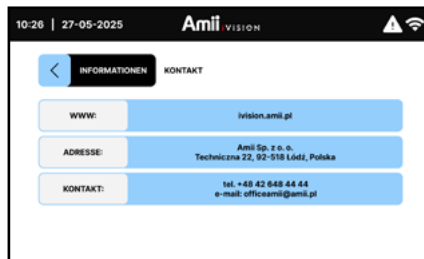 10:26 | 27-05-2025 Amii.VISION
INFORMATIONEN KONTAKT
WWW: ivision.amii.pl
ADRESSE: Amii Sp. z o. o.
Techniczna 22, 92-518 Łódź, Polska
KONTAKT: tel. +48 42 648 44 44
e-mail: officeamii@amii.pl